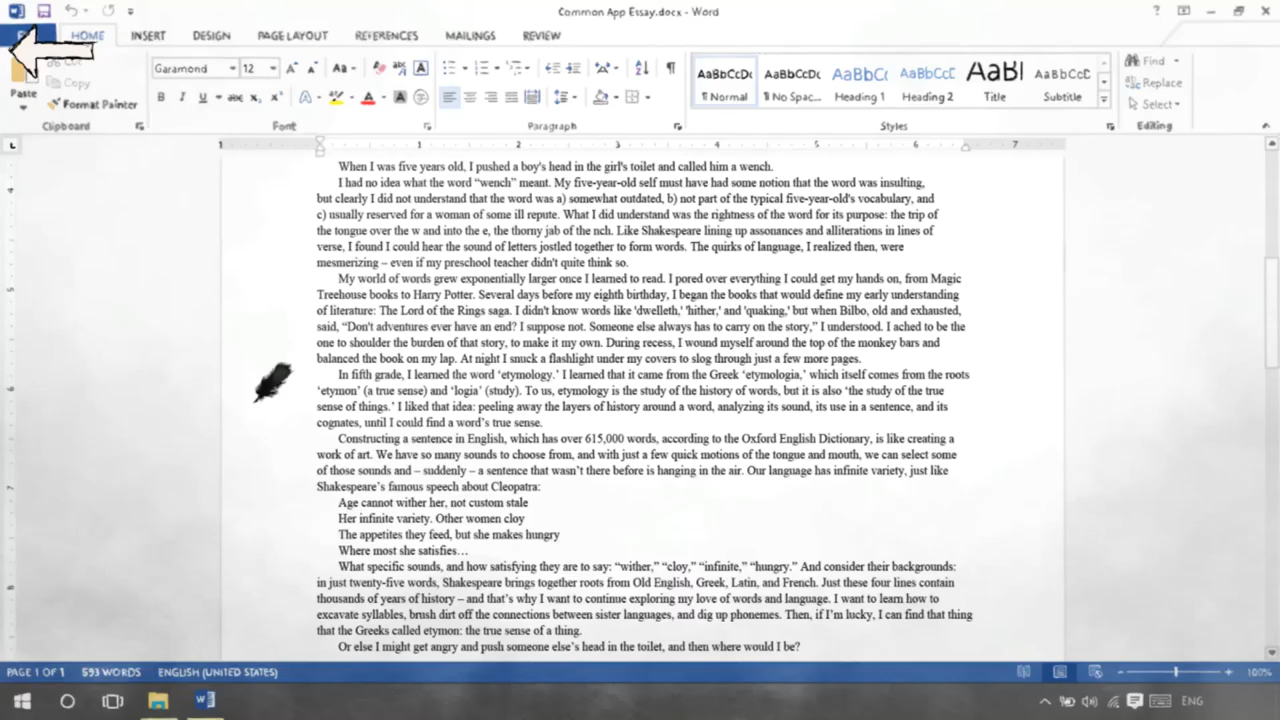 Common App Essay.docx - Word
HOME INSERT DESIGN PAGE LAYOUT REFERENCES MAILINGS REVIEW
Paste
Cut
Copy
Format Painter
Clipboard
Garamond 12
Font
Paragraph
AaBbCcDc AaBbCcDc AaBbCc AaBbCcD AaBl AaBbCcD
¶ Normal ¶ No Spac... Heading 1 Heading 2 Title Subtitle
Styles
Find
Replace
Select
Editing
1 1 2 3 4 5 6 7
When I was five years old, I pushed a boy's head in the girl's toilet and called him a wench.
I had no idea what the word “wench” meant. My five-year-old self must have had some notion that the word was insulting,
but clearly I did not understand that the word was a) somewhat outdated, b) not part of the typical five-year-old's vocabulary, and
c) usually reserved for a woman of some ill repute. What I did understand was the rightness of the word for its purpose: the trip of
the tongue over the w and into the e, the thorny jab of the nch. Like Shakespeare lining up assonances and alliterations in lines of
verse, I found I could hear the sound of letters jostled together to form words. The quirks of language, I realized then, were
mesmerizing – even if my preschool teacher didn't quite think so.
My world of words grew exponentially larger once I learned to read. I pored over everything I could get my hands on, from Magic
Treehouse books to Harry Potter. Several days before my eighth birthday, I began the books that would define my early understanding
of literature: The Lord of the Rings saga. I didn't know words like 'dwelleth,' 'hither,' and 'quaking,' but when Bilbo, old and exhausted,
said, “Don't adventures ever have an end? I suppose not. Someone else always has to carry on the story,” I understood. I ached to be the
one to shoulder the burden of that story, to make it my own. During recess, I wound myself around the top of the monkey bars and
balanced the book on my lap. At night I snuck a flashlight under my covers to slog through just a few more pages.
In fifth grade, I learned the word ‘etymology.’ I learned that it came from the Greek ‘etymologia,’ which itself comes from the roots
‘etymon’ (a true sense) and ‘logia’ (study). To us, etymology is the study of the history of words, but it is also ‘the study of the true
sense of things.’ I liked that idea: peeling away the layers of history around a word, analyzing its sound, its use in a sentence, and its
cognates, until I could find a word’s true sense.
Constructing a sentence in English, which has over 615,000 words, according to the Oxford English Dictionary, is like creating a
work of art. We have so many sounds to choose from, and with just a few quick motions of the tongue and mouth, we can select some
of those sounds and – suddenly – a sentence that wasn’t there before is hanging in the air. Our language has infinite variety, just like
Shakespeare’s famous speech about Cleopatra:
Age cannot wither her, not custom stale
Her infinite variety. Other women cloy
The appetites they feed, but she makes hungry
Where most she satisfies…
What specific sounds, and how satisfying they are to say: “wither,” “cloy,” “infinite,” “hungry.” And consider their backgrounds:
in just twenty-five words, Shakespeare brings together roots from Old English, Greek, Latin, and French. Just these four lines contain
thousands of years of history – and that’s why I want to continue exploring my love of words and language. I want to learn how to
excavate syllables, brush dirt off the connections between sister languages, and dig up phonemes. Then, if I’m lucky, I can find that thing
that the Greeks called etymon: the true sense of a thing.
Or else I might get angry and push someone else’s head in the toilet, and then where would I be?
PAGE 1 OF 1 593 WORDS ENGLISH (UNITED STATES) 100%
ENG